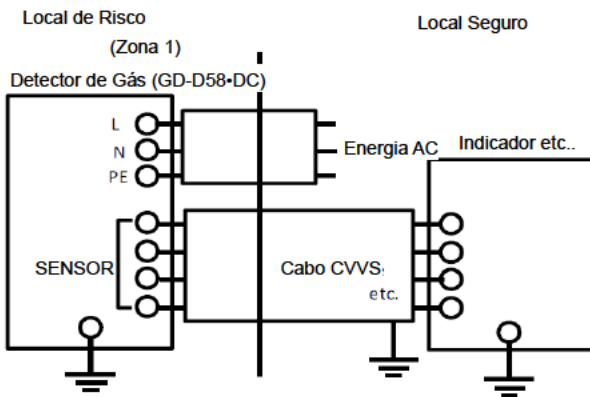 Local de Risco
(Zona 1)
Local Seguro
Detector de Gás (GD-D58•DC)
L
N
PE
Energia AC
Indicador etc..
SENSOR
Cabo CVVS,
etc.